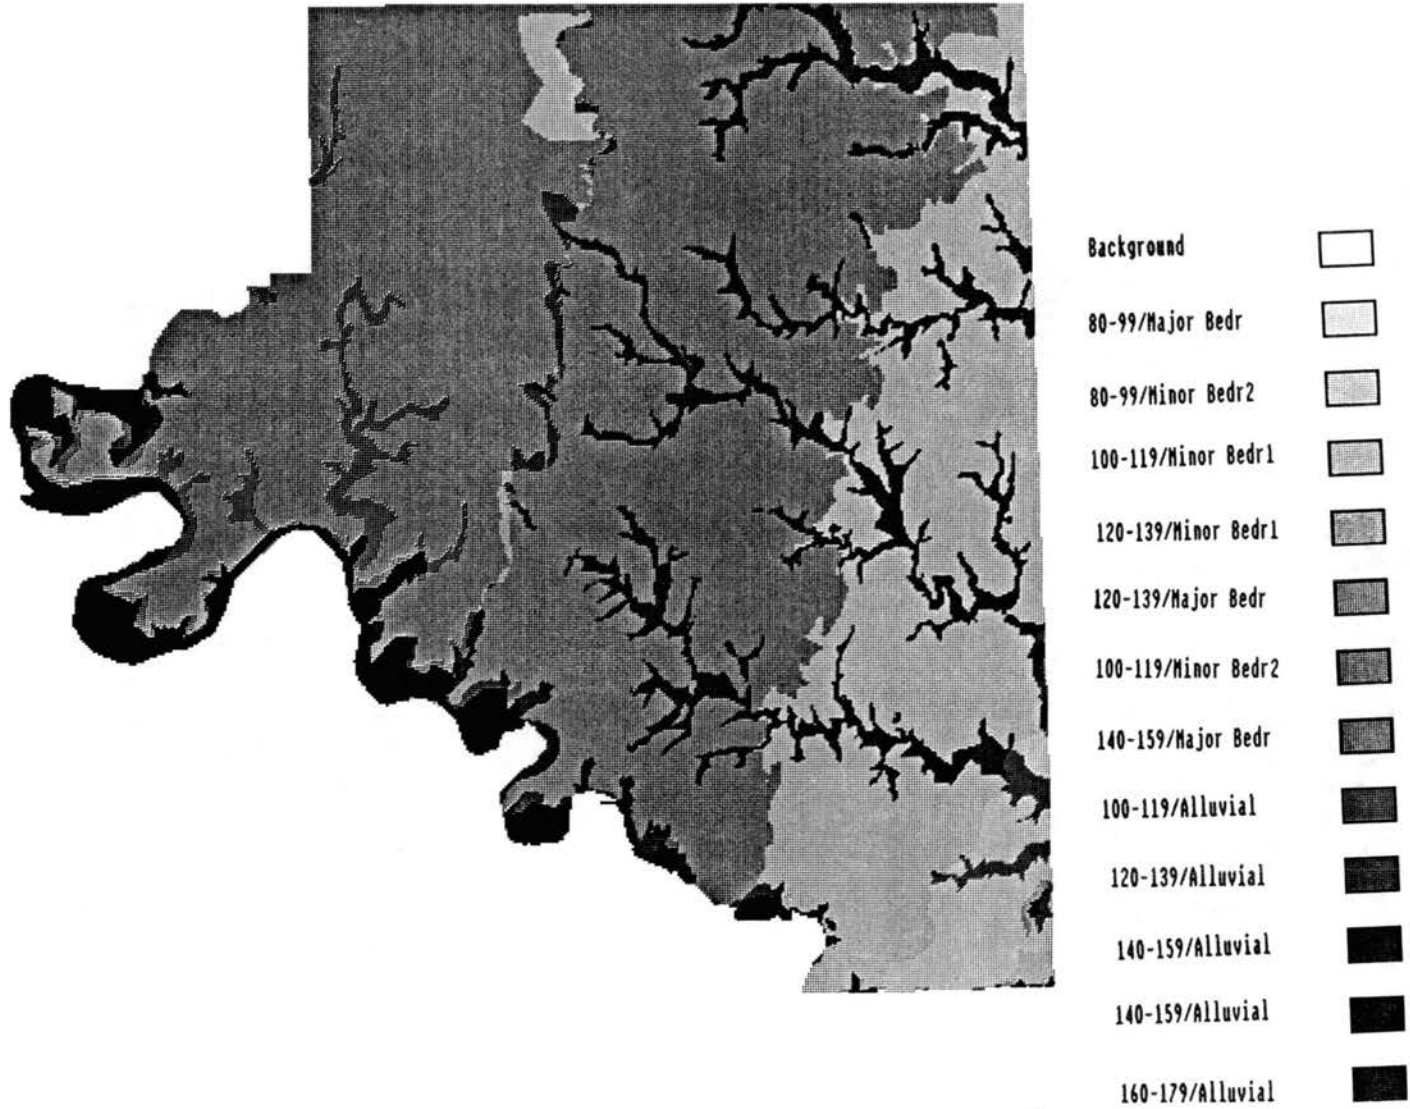 Background
80-99/Major Bedr
80-99/Minor Bedr2
100-119/Minor Bedr1
120-139/Minor Bedr1
120-139/Major Bedr
100-119/Minor Bedr2
140-159/Major Bedr
100-119/Alluvial
120-139/Alluvial
140-159/Alluvial
140-159/Alluvial
160-179/Alluvial